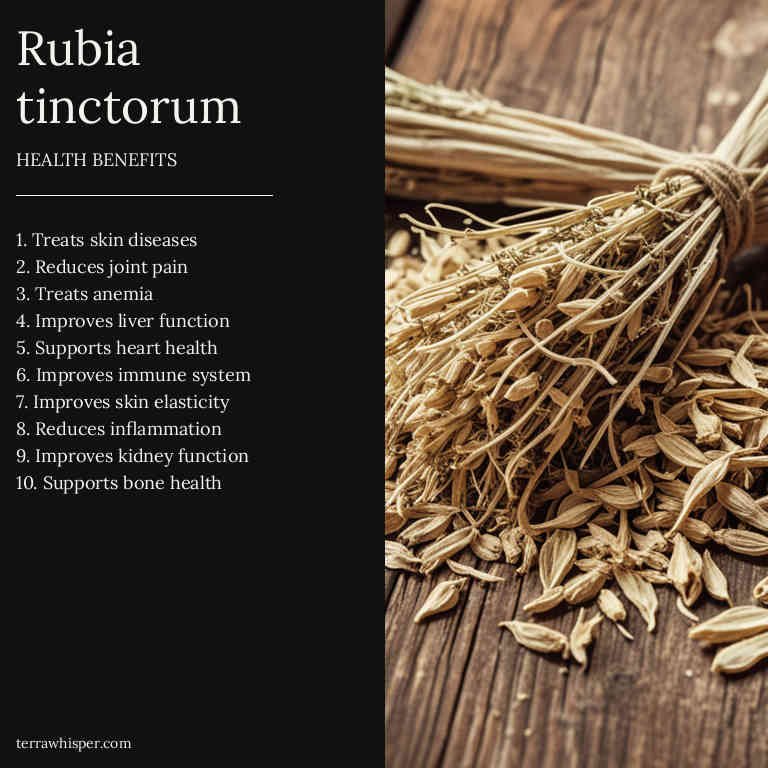 Rubia
tinctorum
HEALTH BENEFITS
1. Treats skin diseases
2. Reduces joint pain
3. Treats anemia
4. Improves liver function
5. Supports heart health
6. Improves immune system
7. Improves skin elasticity
8. Reduces inflammation
9. Improves kidney function
10. Supports bone health
terrawhisper.com